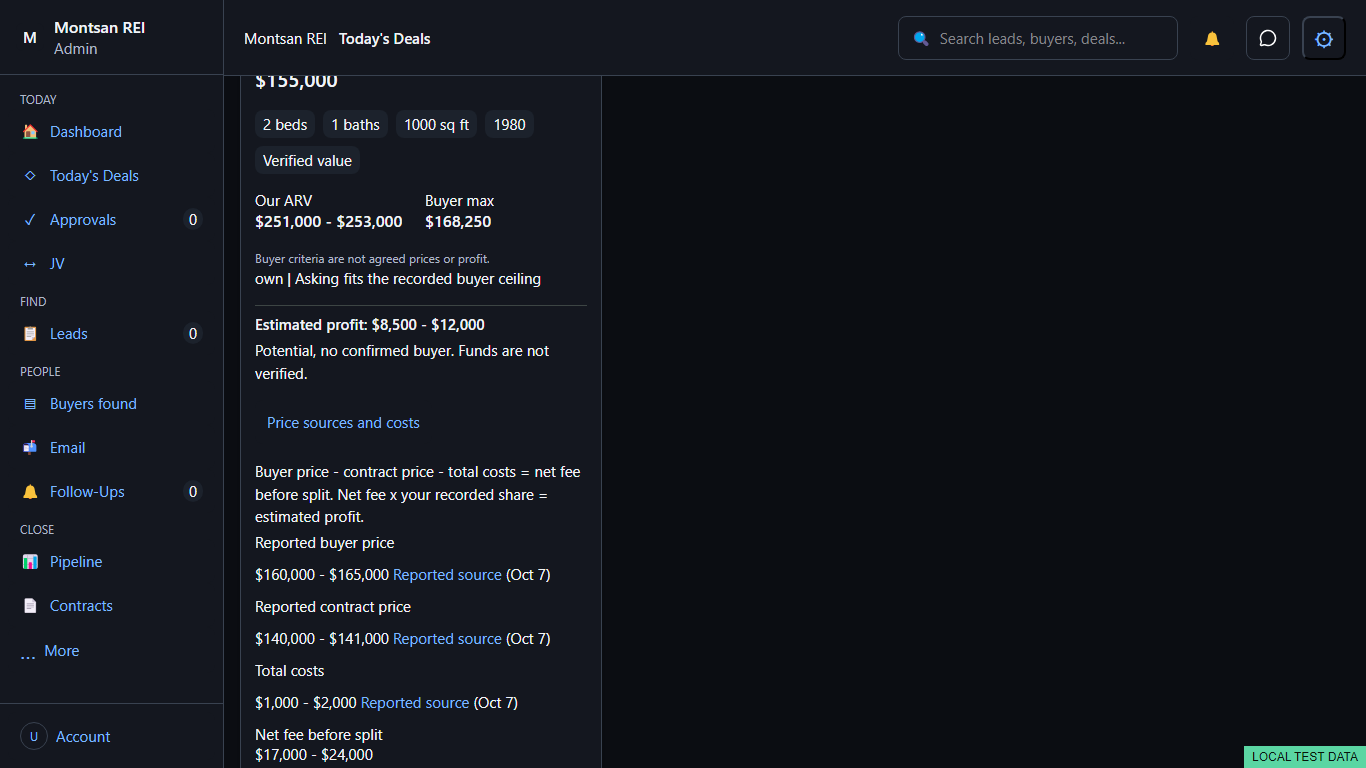 M
Montsan REI
Admin
TODAY
Dashboard
Today's Deals
Approvals 0
JV
FIND
Leads 0
PEOPLE
Buyers found
Email
Follow-Ups 0
CLOSE
Pipeline
Contracts
... More
U Account
Montsan REI Today's Deals
Search leads, buyers, deals...
$155,000
2 beds 1 baths 1000 sq ft 1980
Verified value
Our ARV Buyer max
$251,000 - $253,000 $168,250
Buyer criteria are not agreed prices or profit.
own | Asking fits the recorded buyer ceiling
Estimated profit: $8,500 - $12,000
Potential, no confirmed buyer. Funds are not
verified.
Price sources and costs
Buyer price - contract price - total costs = net fee
before split. Net fee x your recorded share =
estimated profit.
Reported buyer price
$160,000 - $165,000 Reported source (Oct 7)
Reported contract price
$140,000 - $141,000 Reported source (Oct 7)
Total costs
$1,000 - $2,000 Reported source (Oct 7)
Net fee before split
$17,000 - $24,000
LOCAL TEST DATA